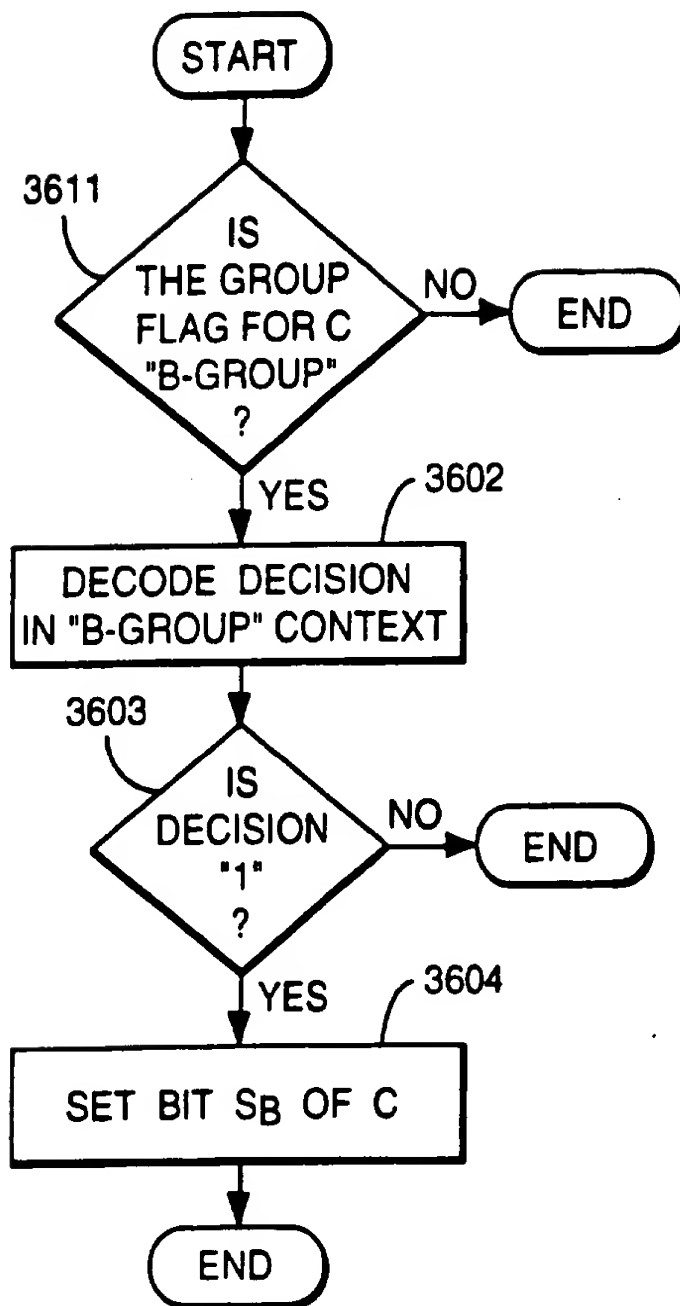 START
3611
IS
THE GROUP
FLAG FOR C
"B-GROUP"
?
NO
END
YES
3602
DECODE DECISION
IN "B-GROUP" CONTEXT
3603
IS
DECISION
"1"
?
NO
END
YES
3604
SET BIT SB OF C
END